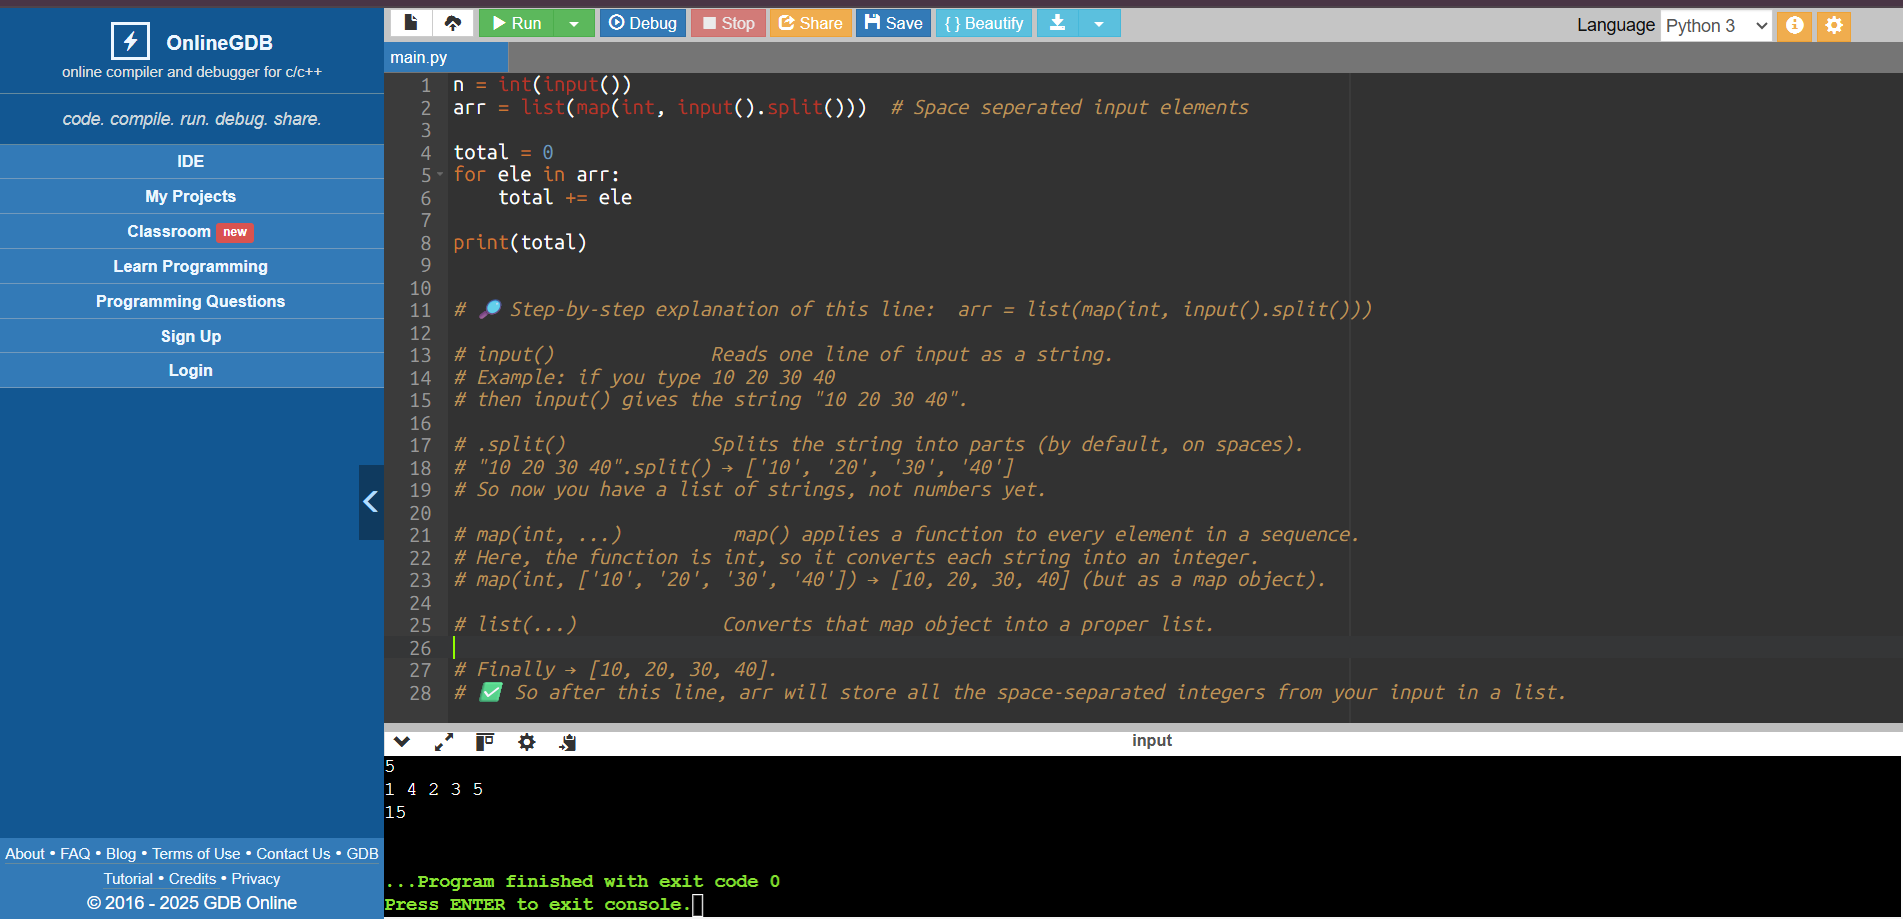 OnlineGDB
online compiler and debugger for c/c++
code. compile. run. debug. share.
IDE
My Projects
Classroom new
Learn Programming
Programming Questions
Sign Up
Login
About • FAQ • Blog • Terms of Use • Contact Us • GDB
Tutorial • Credits • Privacy
© 2016 - 2025 GDB Online
Run Debug Stop Share Save { } Beautify Language Python 3
main.py
1 n = int(input())
2 arr = list(map(int, input().split()))  # Space seperated input elements
3
4 total = 0
5 for ele in arr:
6     total += ele
7
8 print(total)
9
10
11 # 🔎 Step-by-step explanation of this line:  arr = list(map(int, input().split()))
12
13 # input()              Reads one line of input as a string.
14 # Example: if you type 10 20 30 40
15 # then input() gives the string "10 20 30 40".
16
17 # .split()             Splits the string into parts (by default, on spaces).
18 # "10 20 30 40".split() → ['10', '20', '30', '40']
19 # So now you have a list of strings, not numbers yet.
20
21 # map(int, ...)          map() applies a function to every element in a sequence.
22 # Here, the function is int, so it converts each string into an integer.
23 # map(int, ['10', '20', '30', '40']) → [10, 20, 30, 40] (but as a map object).
24
25 # list(...)             Converts that map object into a proper list.
26
27 # Finally → [10, 20, 30, 40].
28 # ✅ So after this line, arr will store all the space-separated integers from your input in a list.
input
5
1 4 2 3 5
15
...Program finished with exit code 0
Press ENTER to exit console.